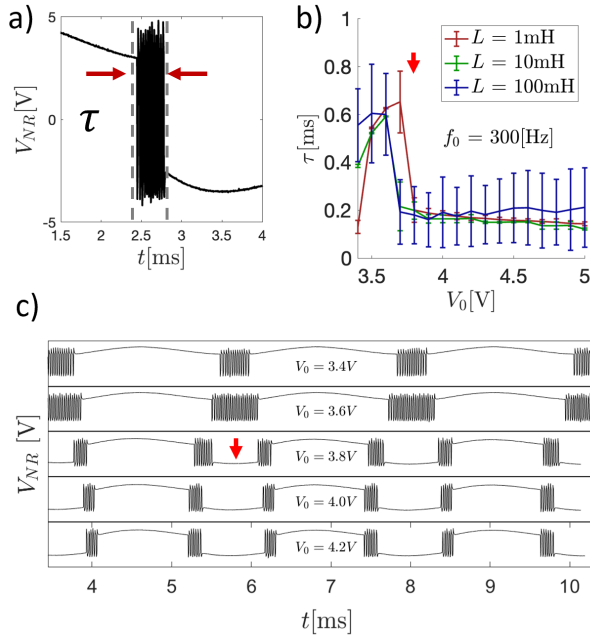 a)
5
0
-5
V_NR[V]
τ
1.5 2 2.5 3 3.5 4
t[ms]
b)
1
0.8
0.6
0.4
0.2
0
τ[ms]
L = 1mH
L = 10mH
L = 100mH
f_0 = 300[Hz]
3.5 4 4.5 5
V_0[V]
c)
V_NR [V]
V_0 = 3.4V
V_0 = 3.6V
V_0 = 3.8V
V_0 = 4.0V
V_0 = 4.2V
4 5 6 7 8 9 10
t[ms]